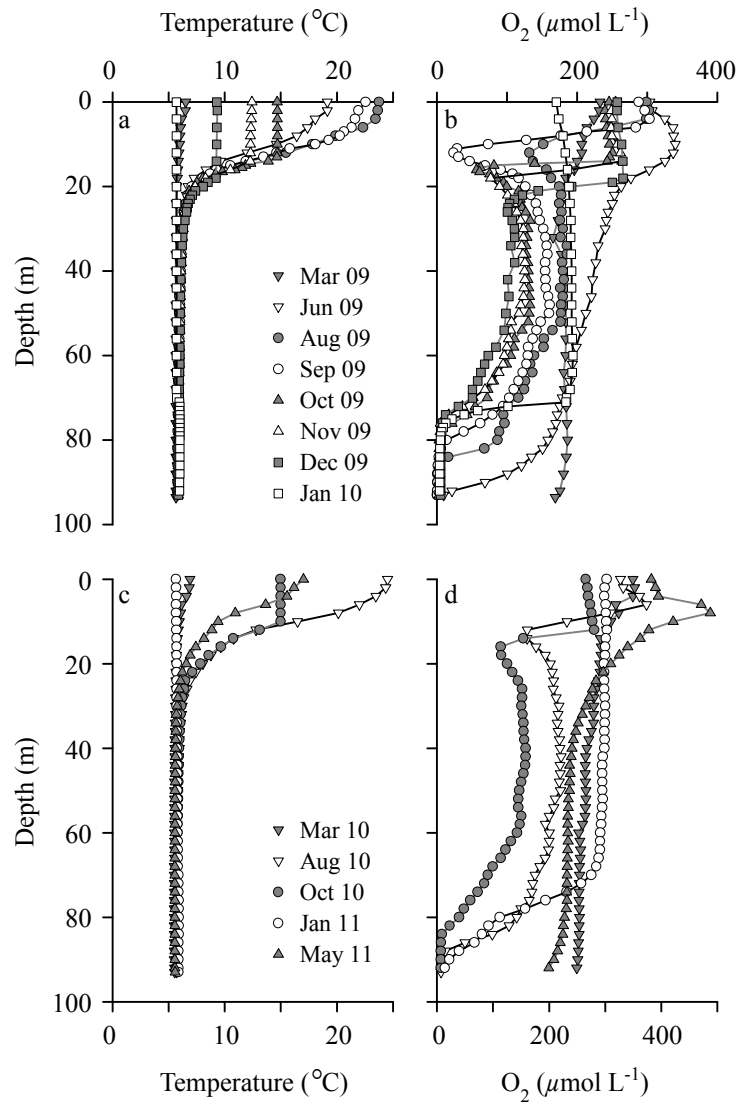 Temperature (°C) O₂ (µmol L⁻¹)
0 10 20 0 200 400
a b
0
20
40
60
80
100
Depth (m)
Mar 09
Jun 09
Aug 09
Sep 09
Oct 09
Nov 09
Dec 09
Jan 10
c d
0
20
40
60
80
100
Depth (m)
Mar 10
Aug 10
Oct 10
Jan 11
May 11
0 10 20 0 200 400
Temperature (°C) O₂ (µmol L⁻¹)